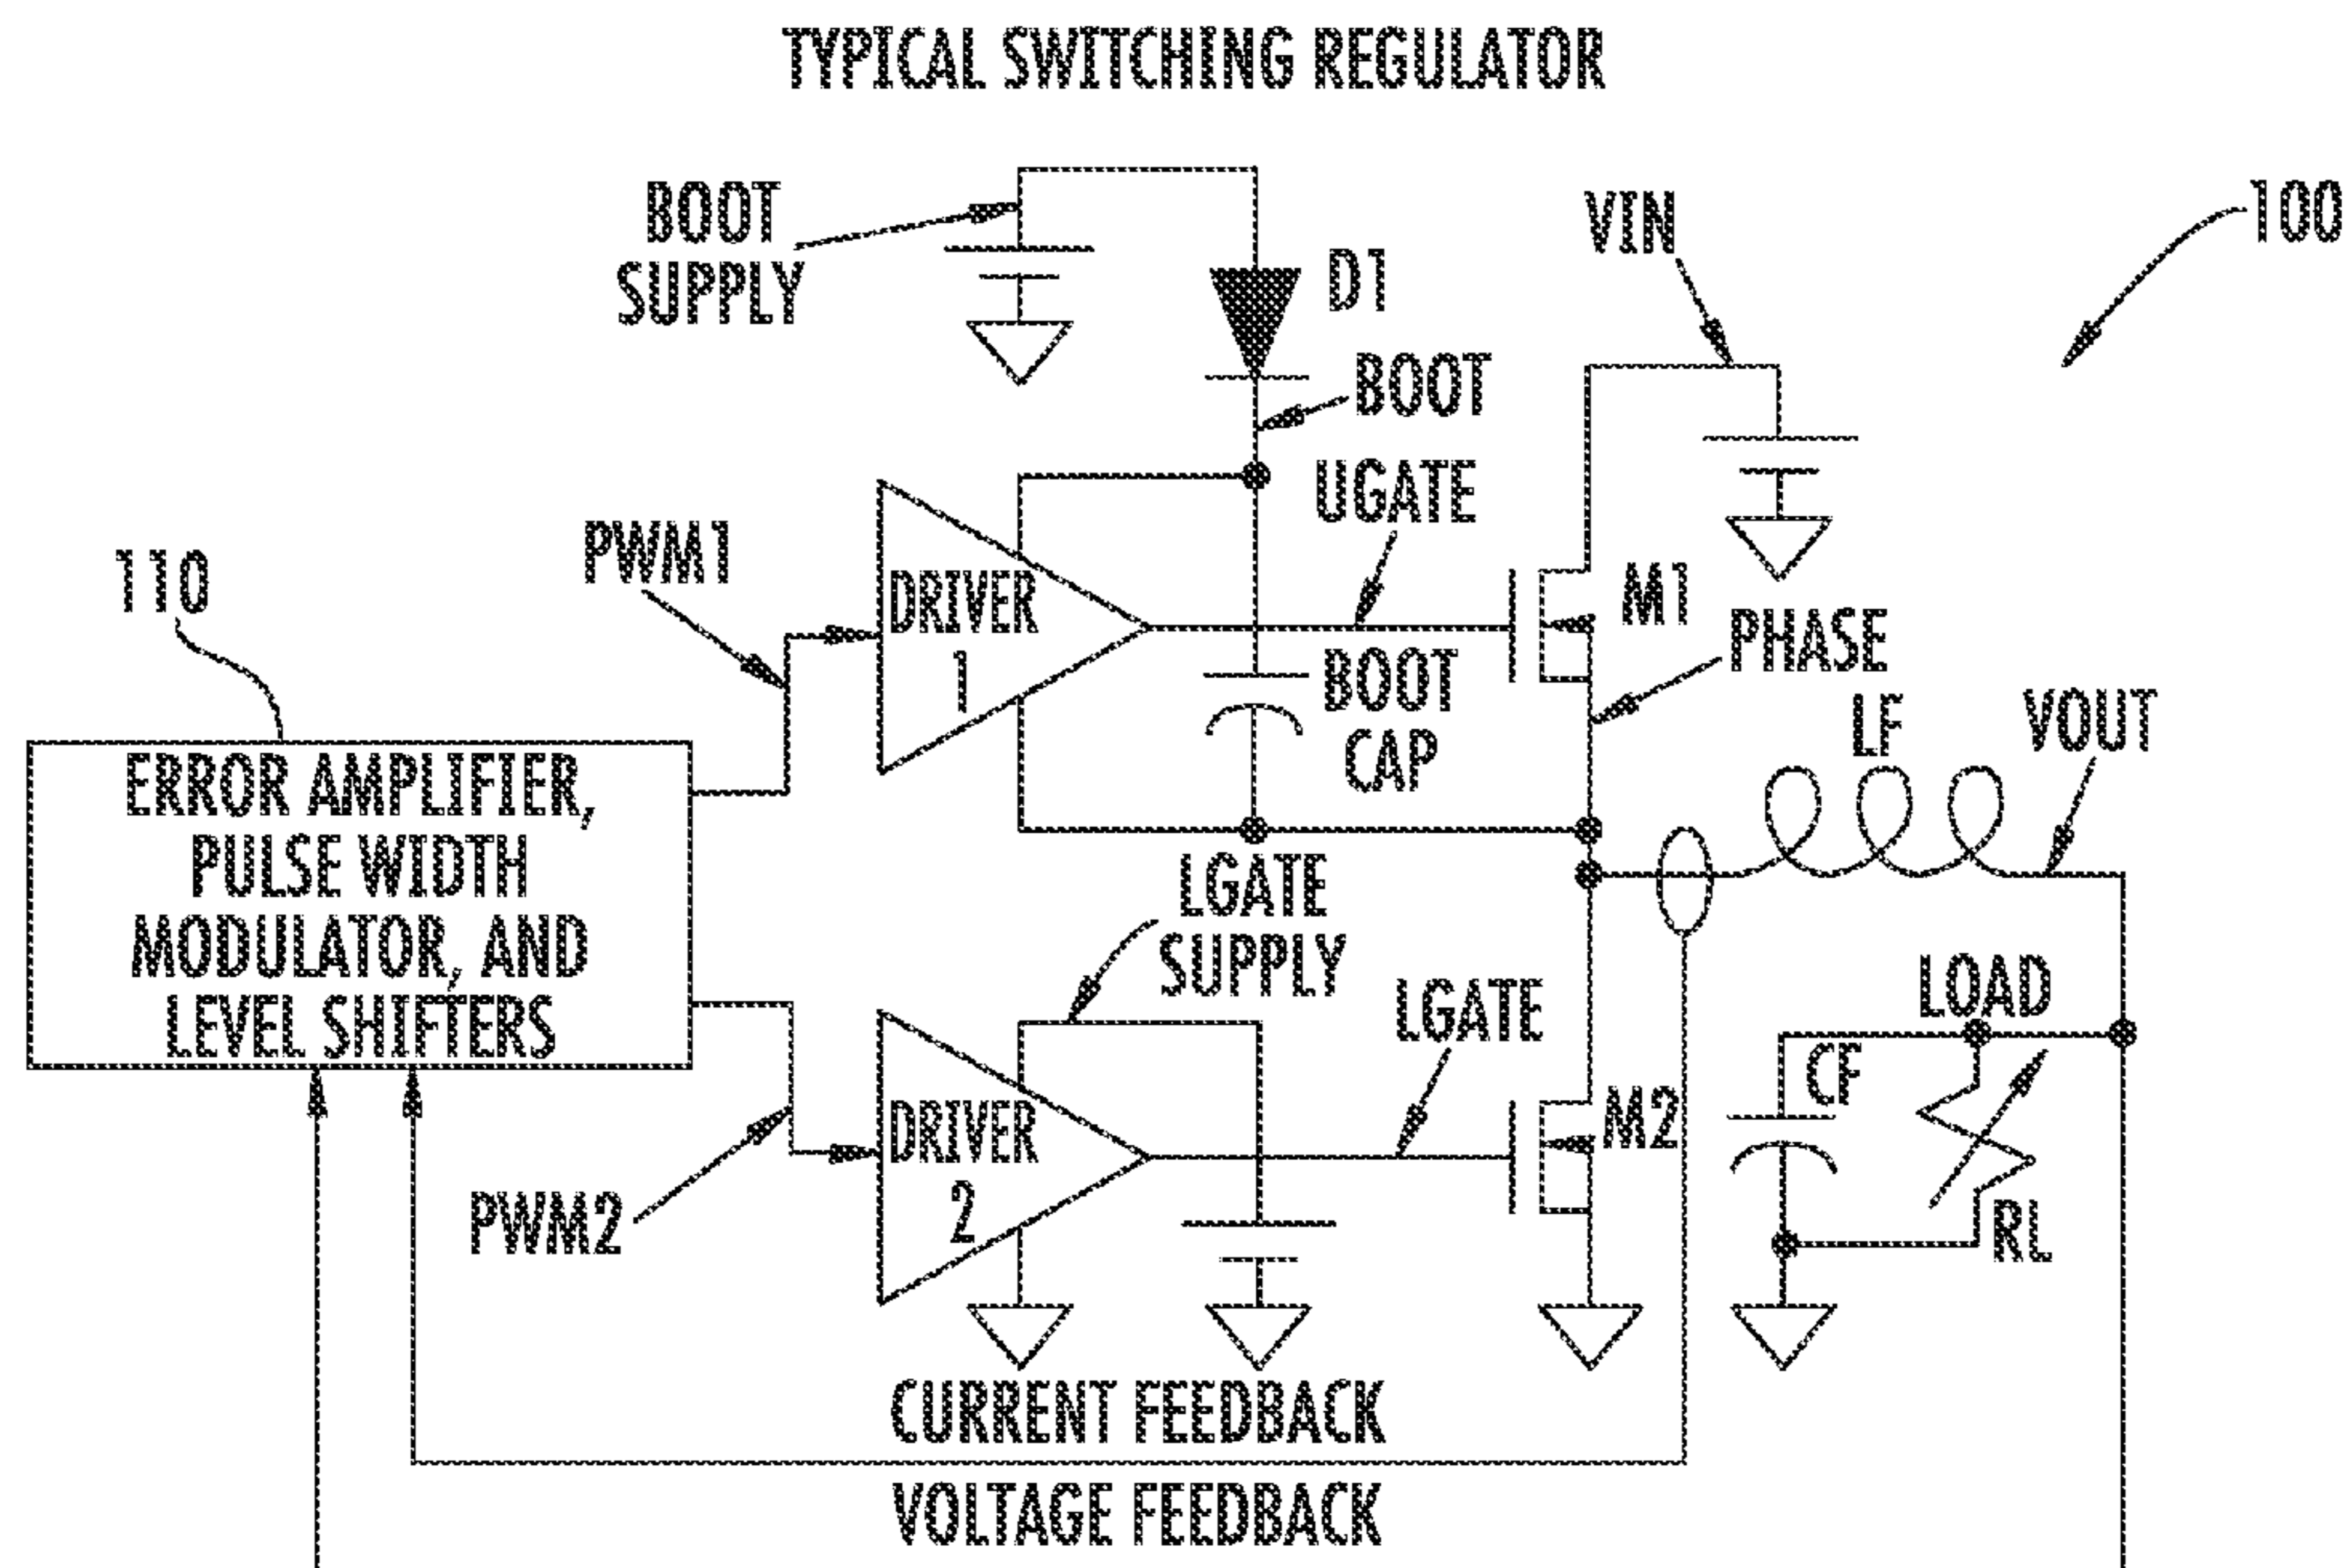 TYPICAL SWITCHING REGULATOR
BOOT
SUPPLY
D1
VIN
100
BOOT
UGATE
PWM1
110
DRIVER
1
M1
PHASE
BOOT
CAP
LF
VOUT
ERROR AMPLIFIER,
PULSE WIDTH
MODULATOR, AND
LEVEL SHIFTERS
LGATE
SUPPLY
LGATE
LOAD
CF
DRIVER
2
M2
PWM2
RL
CURRENT FEEDBACK
VOLTAGE FEEDBACK